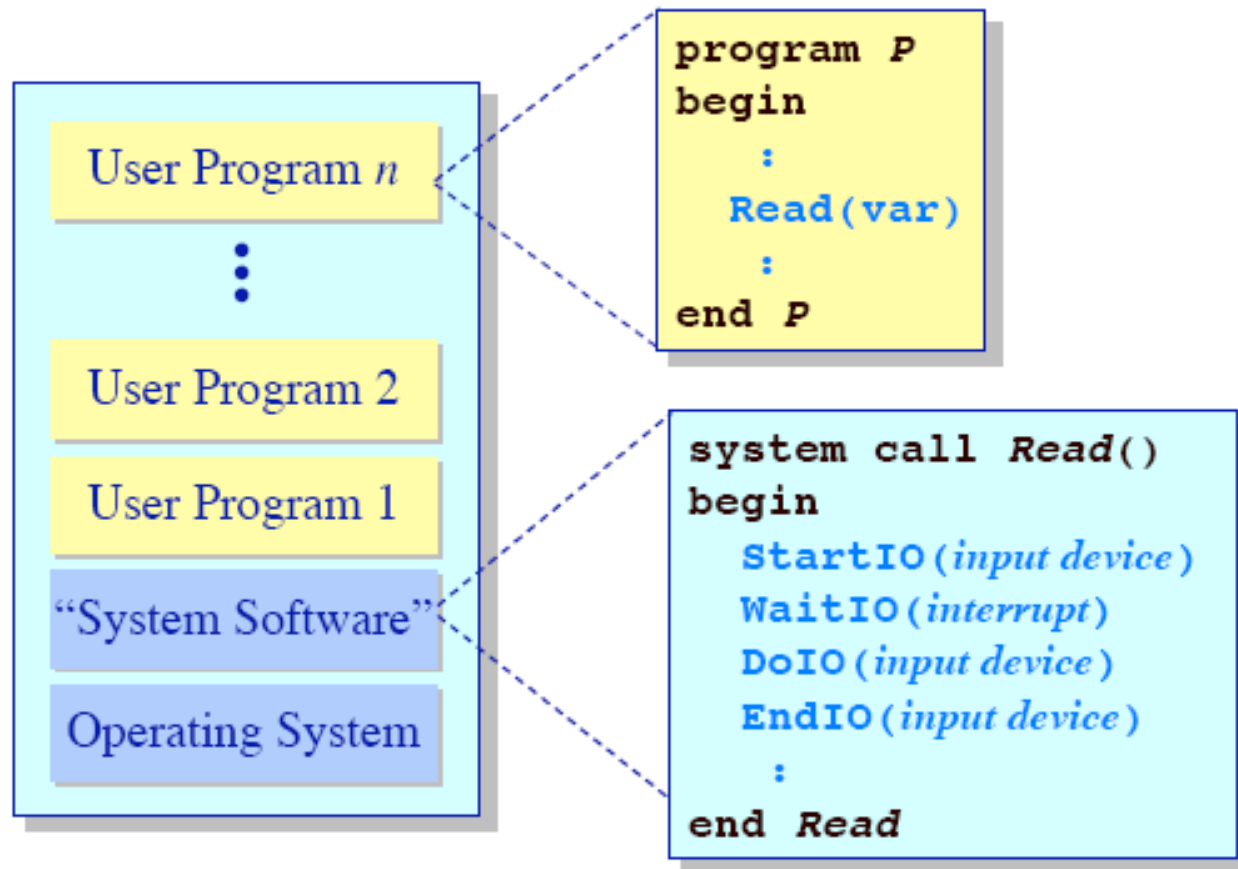 User Program n
User Program 2
User Program 1
“System Software”
Operating System
program P
begin
:
Read(var)
:
end P
system call Read()
begin
StartIO(input device)
WaitIO(interrupt)
DoIO(input device)
EndIO(input device)
:
end Read